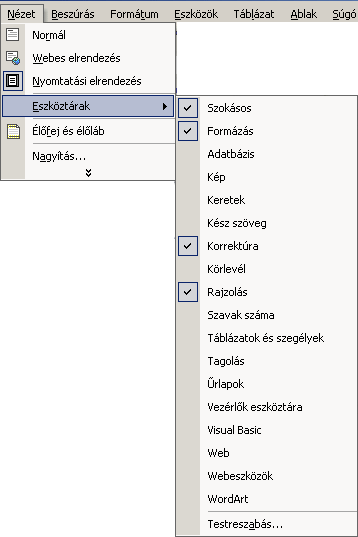 Nézet Beszúrás Formátum Eszközök Táblázat Ablak Súgó
Normál
Webes elrendezés
Nyomtatási elrendezés
Eszköztárak
Élőfej és élőláb
Nagyítás...
Szokásos
Formázás
Adatbázis
Kép
Keretek
Kész szöveg
Korrektúra
Körlevél
Rajzolás
Szavak száma
Táblázatok és szegélyek
Tagolás
Űrlapok
Vezérlők eszköztára
Visual Basic
Web
Webeszközök
WordArt
Testreszabás...